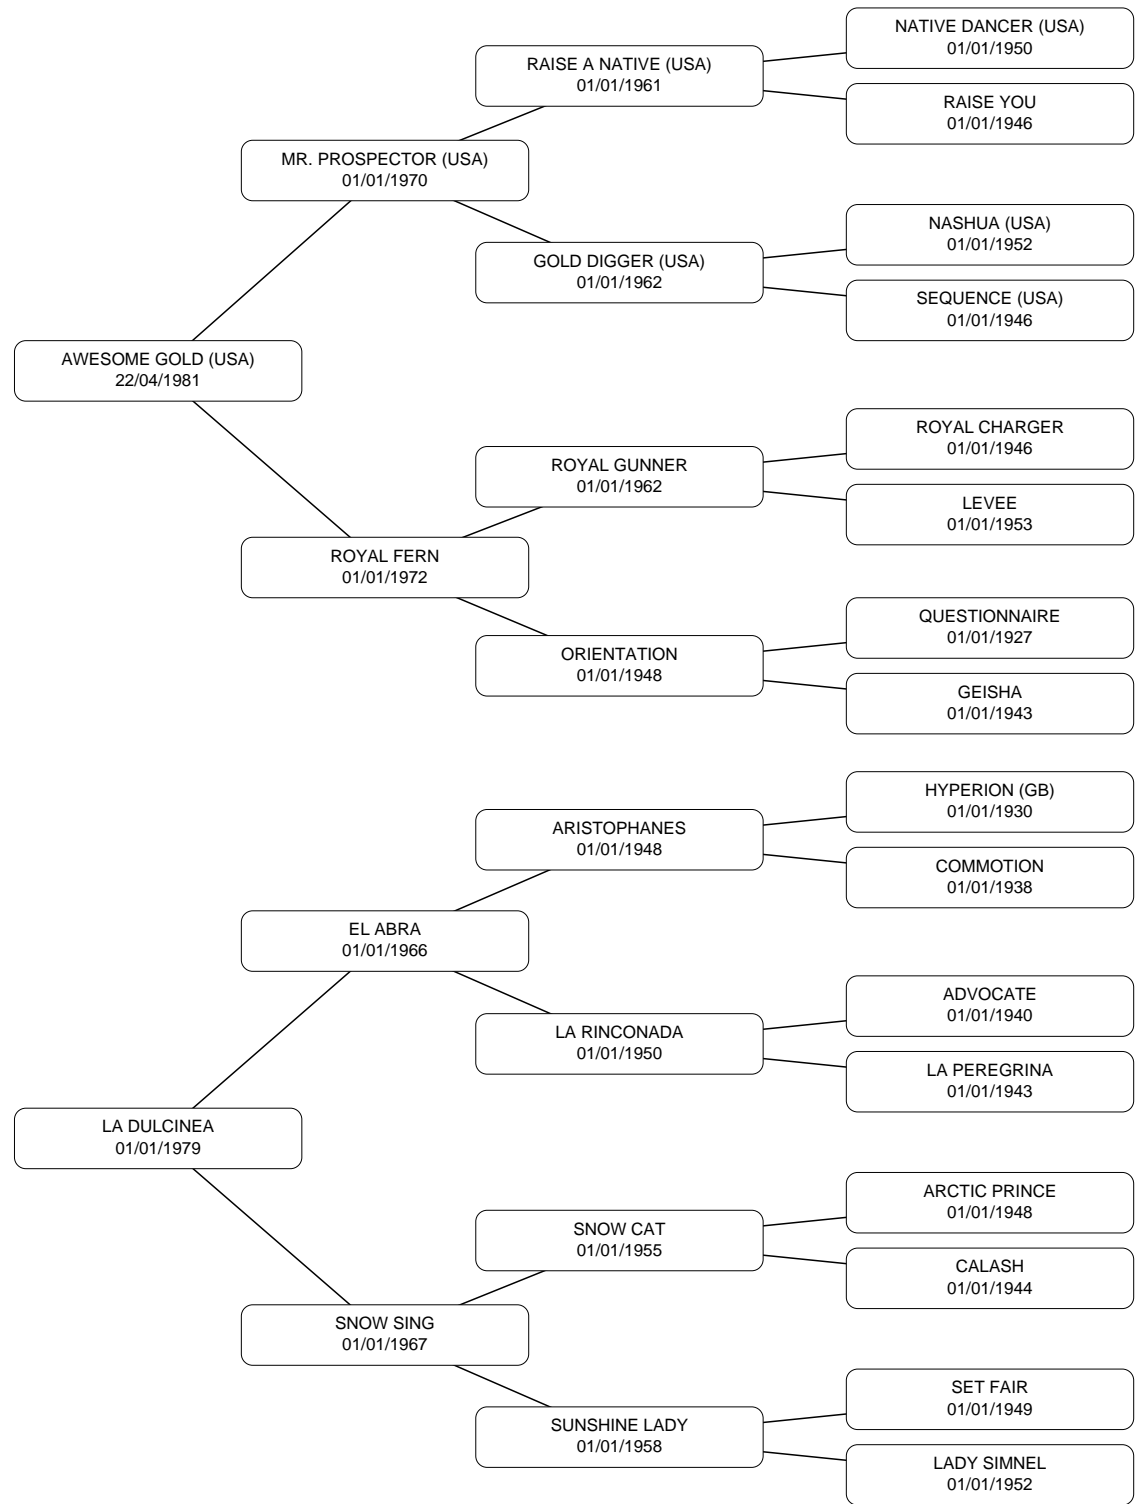 NATIVE DANCER (USA)
01/01/1950
RAISE A NATIVE (USA)
01/01/1961
RAISE YOU
01/01/1946
MR. PROSPECTOR (USA)
01/01/1970
NASHUA (USA)
01/01/1952
GOLD DIGGER (USA)
01/01/1962
SEQUENCE (USA)
01/01/1946
AWESOME GOLD (USA)
22/04/1981
ROYAL CHARGER
01/01/1946
ROYAL GUNNER
01/01/1962
LEVEE
01/01/1953
ROYAL FERN
01/01/1972
QUESTIONNAIRE
01/01/1927
ORIENTATION
01/01/1948
GEISHA
01/01/1943
HYPERION (GB)
01/01/1930
ARISTOPHANES
01/01/1948
COMMOTION
01/01/1938
EL ABRA
01/01/1966
ADVOCATE
01/01/1940
LA RINCONADA
01/01/1950
LA PEREGRINA
01/01/1943
LA DULCINEA
01/01/1979
ARCTIC PRINCE
01/01/1948
SNOW CAT
01/01/1955
CALASH
01/01/1944
SNOW SING
01/01/1967
SET FAIR
01/01/1949
SUNSHINE LADY
01/01/1958
LADY SIMNEL
01/01/1952